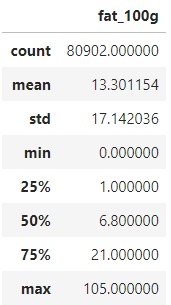 fat_100g
count 80902.000000
mean 13.301154
std 17.142036
min 0.000000
25% 1.000000
50% 6.800000
75% 21.000000
max 105.000000